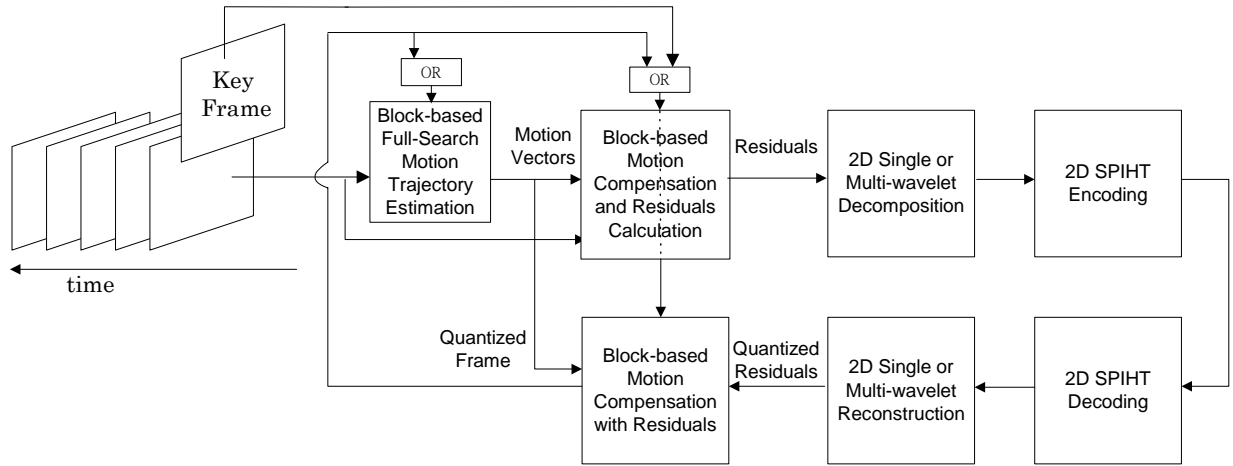 Key
Frame
time
OR
OR
Block-based
Full-Search
Motion
Trajectory
Estimation
Motion
Vectors
Block-based
Motion
Compensation
and Residuals
Calculation
Residuals
2D Single or
Multi-wavelet
Decomposition
2D SPIHT
Encoding
Quantized
Frame
Block-based
Motion
Compensation
with Residuals
Quantized
Residuals
2D Single or
Multi-wavelet
Reconstruction
2D SPIHT
Decoding